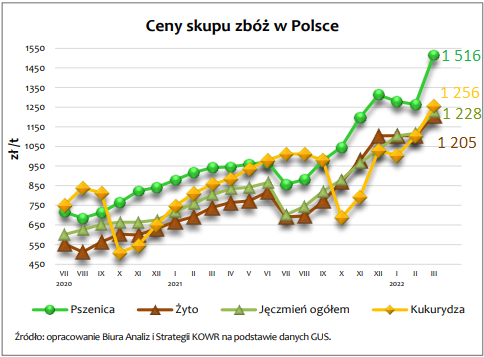 Ceny skupu zbóż w Polsce
zł /t
1550
1450
1350
1250
1150
1050
950
850
750
650
550
450
1 516
1 256
1 228
1 205
VII VIII IX X XI XII I II III IV V VI VII VIII IX X XI XII I II III
2020 2021 2022
Pszenica Żyto Jęczmień ogółem Kukurydza
Źródło: opracowanie Biura Analiz i Strategii KOWR na podstawie danych GUS.